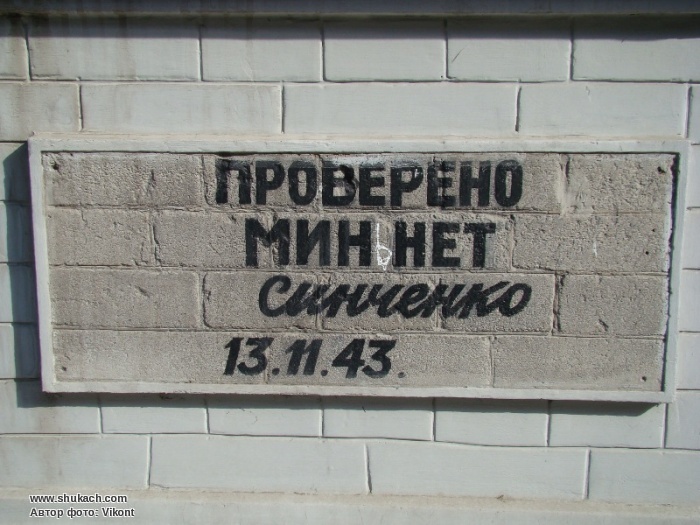 ПРОВЕРЕНО
МИН НЕТ
Синченко
13.11.43.
www.shukach.com
Автор фото: Vikont